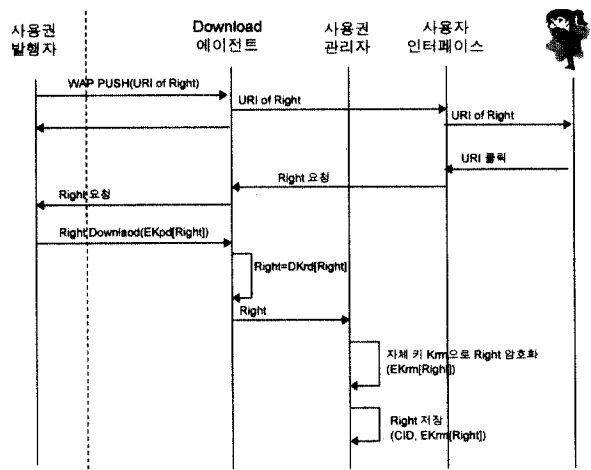 사용권
발행자
Download
에이전트
사용권
관리자
사용자
인터페이스
WAP PUSH(URI of Right)
URI of Right
URI of Right
URI 클릭
Right 요청
Right 요청
Right Downlaod(EKpd[Right])
Right=DKrd[Right]
Right
자체 키 Krm으로 Right 암호화
(EKrm[Right])
Right 저장
(CID, EKrm[Right])